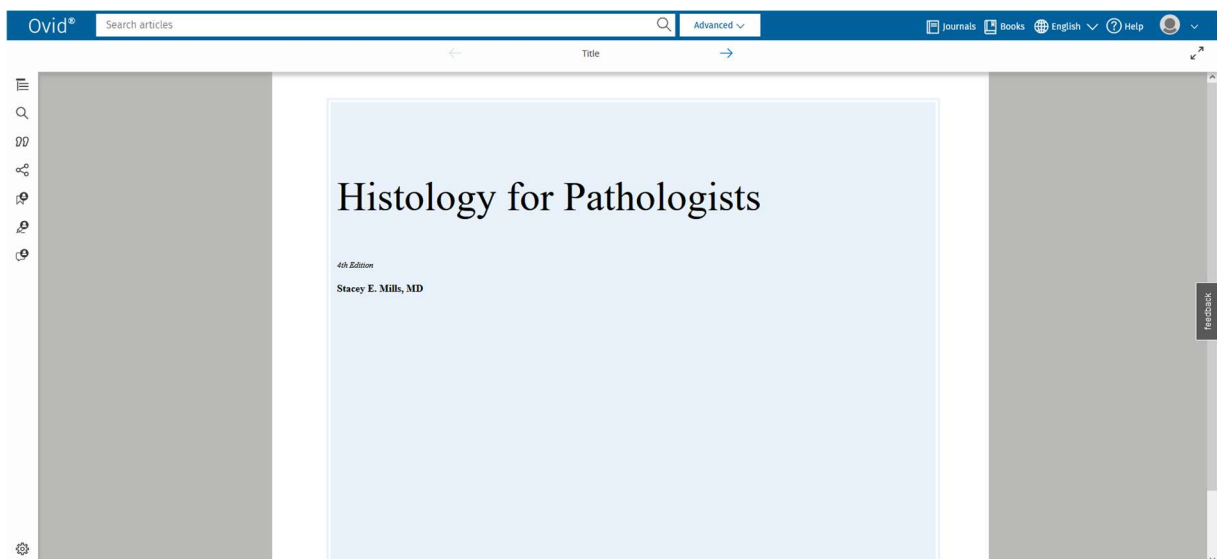 Ovid®
Search articles
Advanced
Journals
Books
English
Help
Title
Histology for Pathologists
4th Edition
Stacey E. Mills, MD
feedback